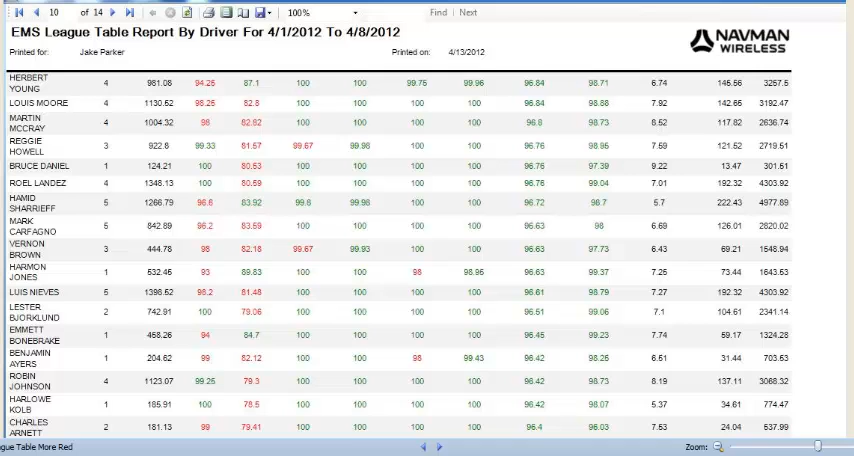 10 of 14 100% Find | Next
EMS League Table Report By Driver For 4/1/2012 To 4/8/2012
NAVMAN
WIRELESS
Printed for: Jake Parker Printed on: 4/13/2012
HERBERT
YOUNG 4 981.08 94.25 87.1 100 100 99.75 99.96 96.84 98.71 6.74 145.56 3257.5
LOUIS MOORE 4 1130.52 98.25 82.8 100 100 100 100 96.84 98.88 7.92 142.65 3192.47
MARTIN
MCCRAY 4 1004.32 98 82.82 100 100 100 100 96.8 98.73 8.52 117.82 2636.74
REGGIE
HOWELL 3 922.8 99.33 81.57 99.67 99.98 100 100 96.76 98.95 7.59 121.52 2719.51
BRUCE DANIEL 1 124.21 100 80.53 100 100 100 100 96.76 97.39 9.22 13.47 301.51
ROEL LANDEZ 4 1348.13 100 80.59 100 100 100 100 96.76 99.04 7.01 192.32 4303.92
HAMID
SHARRIEFF 5 1266.79 96.6 83.92 99.8 99.98 100 100 96.72 98.7 5.7 222.43 4977.89
MARK
CARFAGNO 5 842.89 96.2 83.59 100 100 100 100 96.63 98 6.69 126.01 2820.02
VERNON
BROWN 3 444.78 98 82.18 99.67 99.93 100 100 96.63 97.73 6.43 69.21 1548.94
HARMON
JONES 1 532.45 93 89.83 100 100 98 98.95 96.63 99.37 7.25 73.44 1643.53
LUIS NIEVES 5 1398.52 98.2 81.48 100 100 100 100 96.61 98.79 7.27 192.32 4303.92
LESTER
BJORKLUND 2 742.91 100 79.06 100 100 100 100 96.51 99.06 7.1 104.61 2341.14
EMMETT
BONEBRAKE 1 458.26 94 84.7 100 100 100 100 96.45 99.23 7.74 59.17 1324.28
BENJAMIN
AYERS 1 204.62 99 82.12 100 100 98 99.43 96.42 98.25 6.51 31.44 703.53
ROBIN
JOHNSON 4 1123.07 99.25 79.3 100 100 100 100 96.42 98.73 8.19 137.11 3068.32
HARLOWE
KOLB 1 185.91 100 78.5 100 100 100 100 96.42 98.07 5.37 34.61 774.47
CHARLES
ARNETT 2 181.13 99 79.41 100 100 100 100 96.4 96.03 7.53 24.04 537.99
gue Table More Red Zoom: